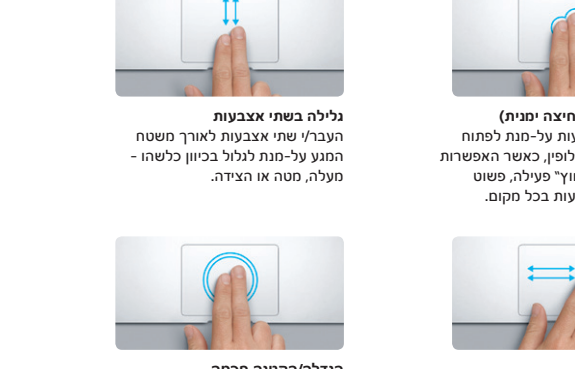 חיצה ימנית)
עות על-מנת לפתוח
לופין, כאשר האפשרות
וץ" פעילה, פשוט
עות בכל מקום.
גלילה בשתי אצבעות
העבר/י שתי אצבעות לאורך משטח
המגע על-מנת לגלול בכיוון כלשהו -
מעלה, מטה או הצידה.